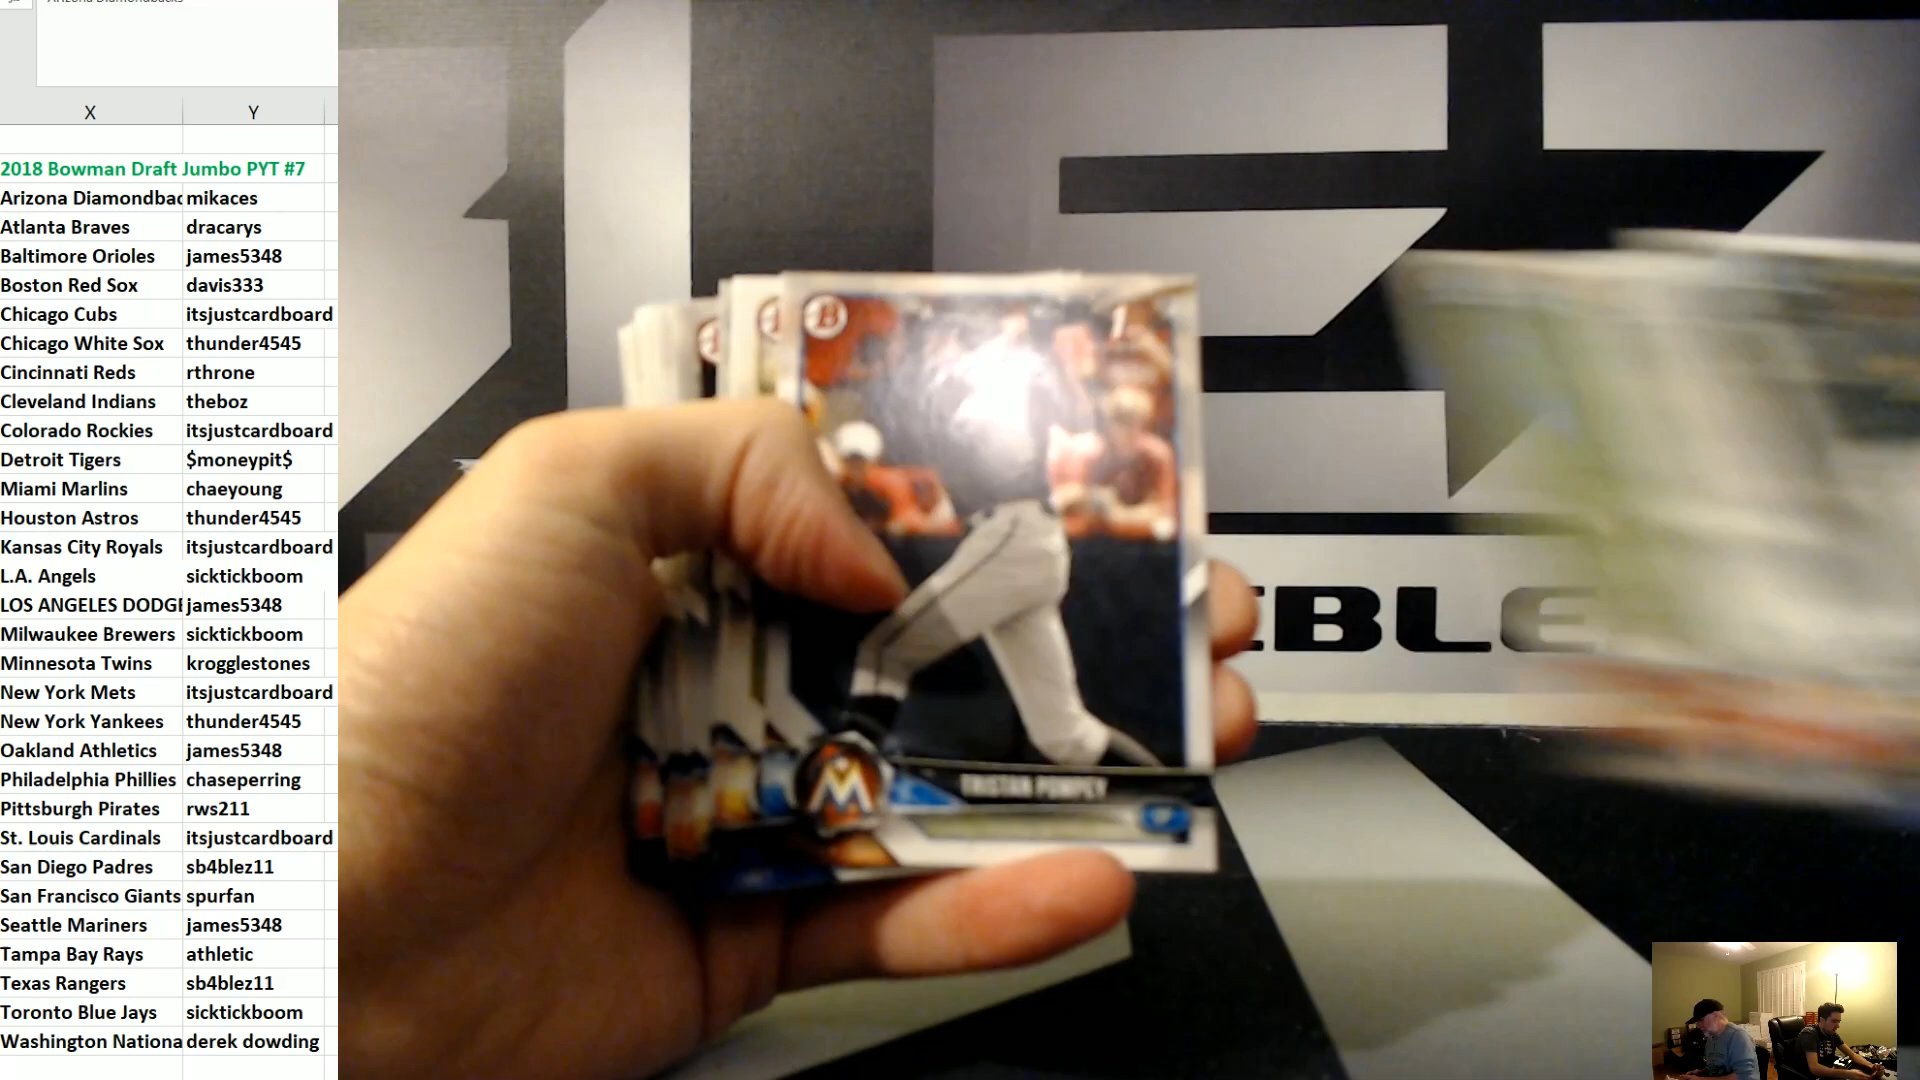 Arizona Diamondbacks
X Y
2018 Bowman Draft Jumbo PYT #7
Arizona Diamondbac mikaces
Atlanta Braves dracarys
Baltimore Orioles james5348
Boston Red Sox davis333
Chicago Cubs itsjustcardboard
Chicago White Sox thunder4545
Cincinnati Reds rthrone
Cleveland Indians theboz
Colorado Rockies itsjustcardboard
Detroit Tigers $moneypit$
Miami Marlins chaeyoung
Houston Astros thunder4545
Kansas City Royals itsjustcardboard
L.A. Angels sicktickboom
LOS ANGELES DODGE james5348
Milwaukee Brewers sicktickboom
Minnesota Twins krogglestones
New York Mets itsjustcardboard
New York Yankees thunder4545
Oakland Athletics james5348
Philadelphia Phillies chaseperring
Pittsburgh Pirates rws211
St. Louis Cardinals itsjustcardboard
San Diego Padres sb4blez11
San Francisco Giants spurfan
Seattle Mariners james5348
Tampa Bay Rays athletic
Texas Rangers sb4blez11
Toronto Blue Jays sicktickboom
Washington Nationa derek dowding
B
M
TRISTAN POMPEY
EBLE